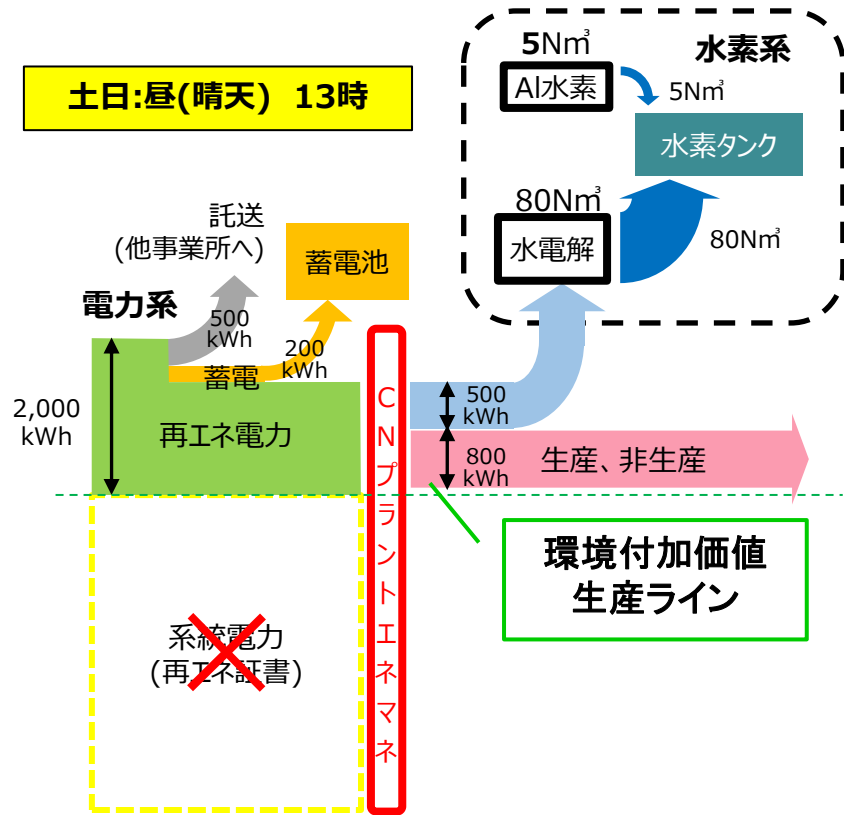 土日:昼(晴天) 13時
水素系
5Nm³
Al水素
5Nm³
水素タンク
80Nm³
水電解
80Nm³
電力系
託送
(他事業所へ)
500
kWh
蓄電池
蓄電
200
kWh
2,000
kWh
再エネ電力
CNプラントエネマネ
500
kWh
800
kWh
生産、非生産
環境付加価値
生産ライン
系統電力
(再エネ証書)